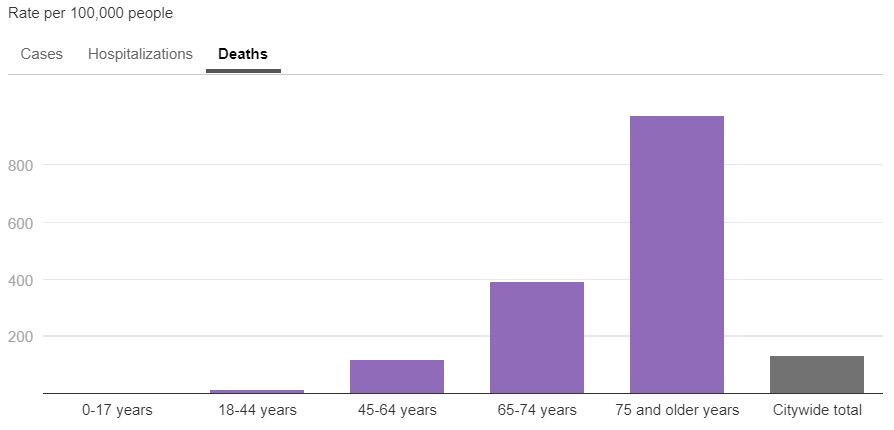 Rate per 100,000 people
Cases Hospitalizations Deaths
800
600
400
200
0-17 years 18-44 years 45-64 years 65-74 years 75 and older years Citywide total